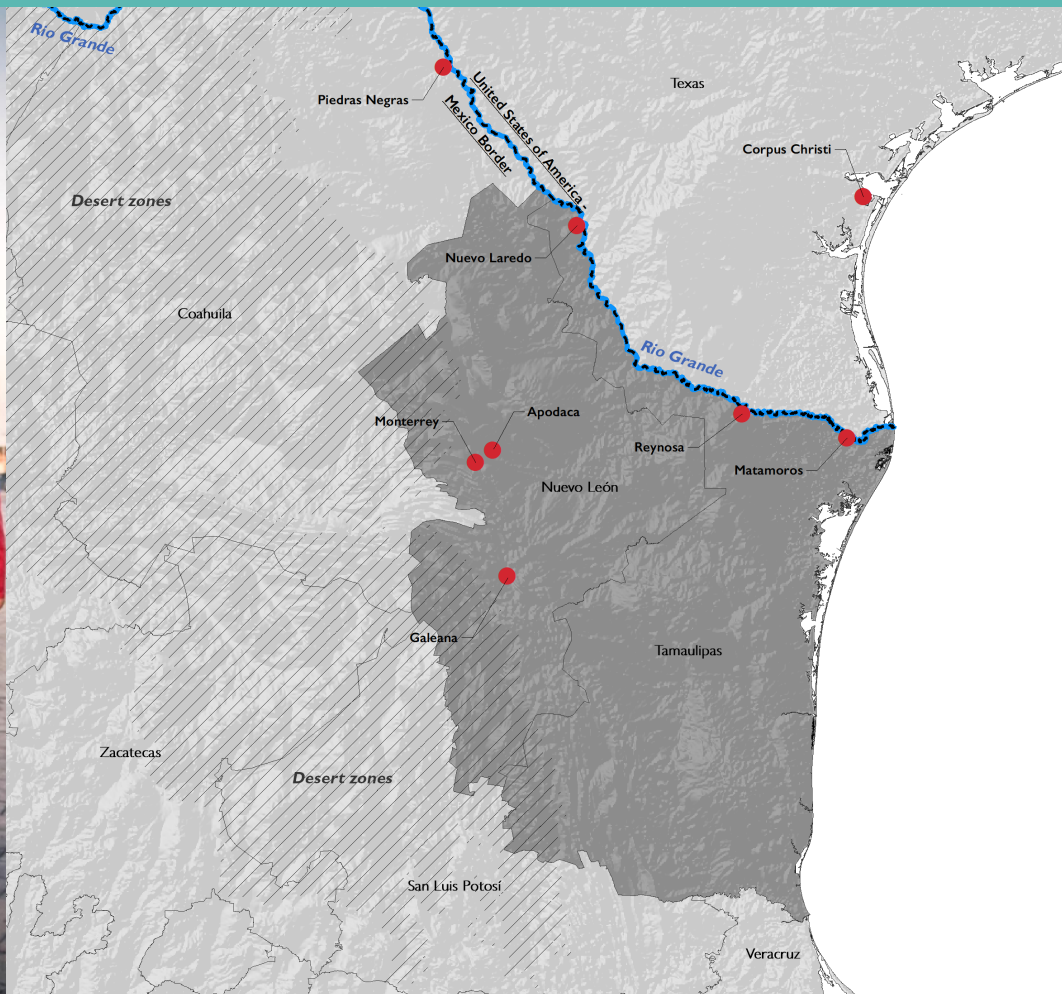 Rio Grande
Texas
Piedras Negras
United States of America -
Mexico Border
Corpus Christi
Desert zones
Nuevo Laredo
Coahuila
Rio Grande
Monterrey
Apodaca
Reynosa
Matamoros
Nuevo León
Galeana
Tamaulipas
Zacatecas
Desert zones
San Luis Potosí
Veracruz